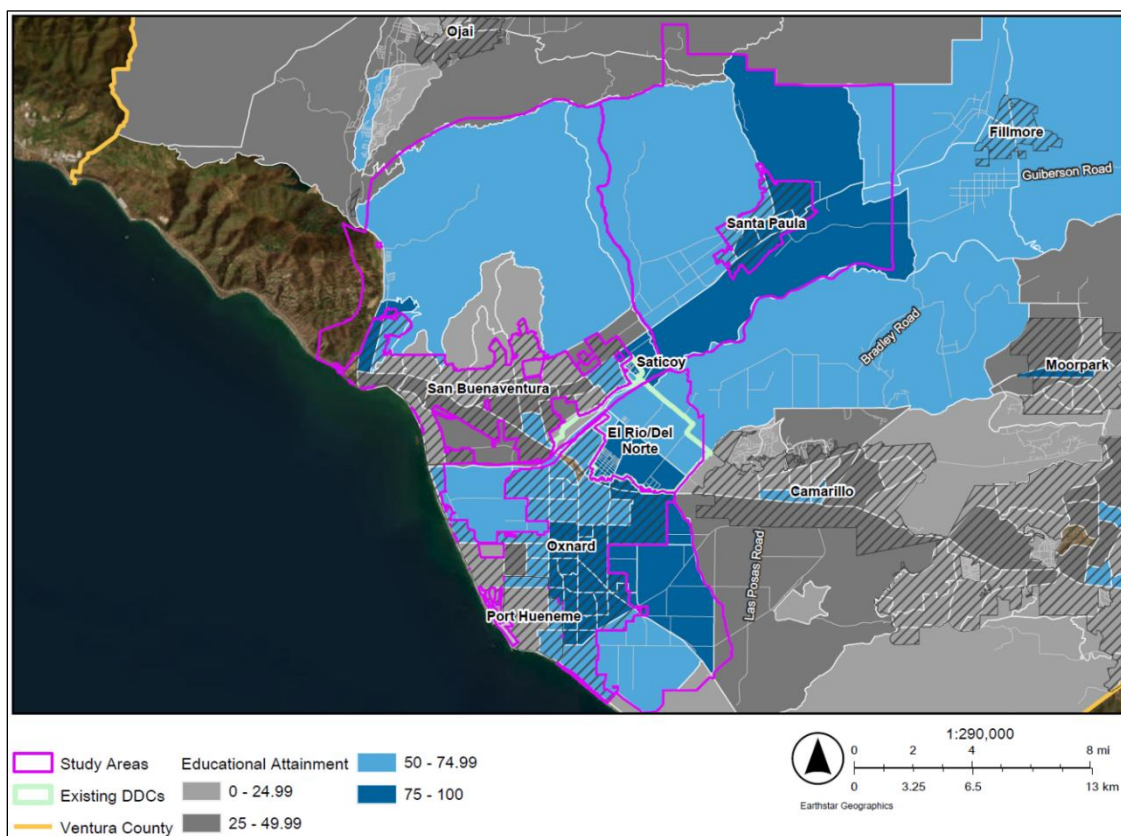 Ojai
Fillmore
Guiberson Road
Santa Paula
Bradley Road
Saticoy
Moorpark
San Buenaventura
El Rio/Del
Norte
Camarillo
Oxnard
Las Posas Road
Port Hueneme
Study Areas
Existing DDCs
Ventura County
Educational Attainment
0 - 24.99
25 - 49.99
50 - 74.99
75 - 100
1:290,000
0 2 4 8 mi
0 3.25 6.5 13 km
Earthstar Geographics